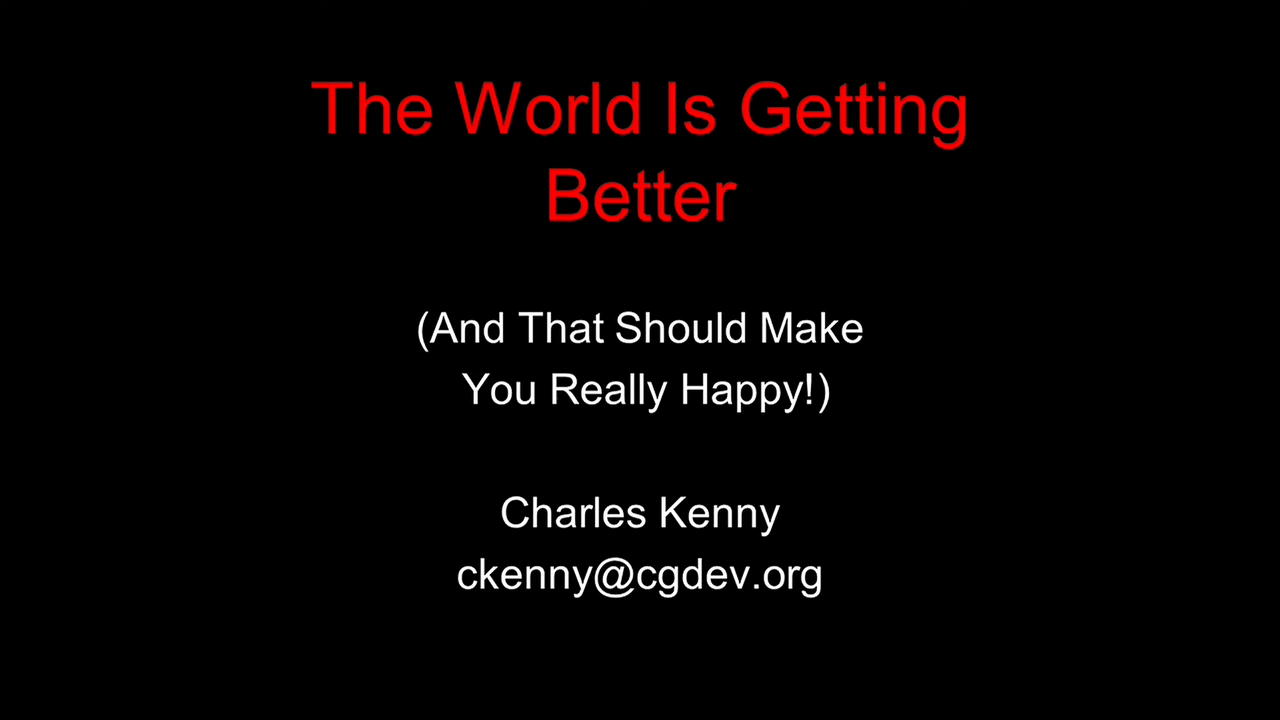 The World Is Getting
Better
(And That Should Make
You Really Happy!)
Charles Kenny
ckenny@cgdev.org